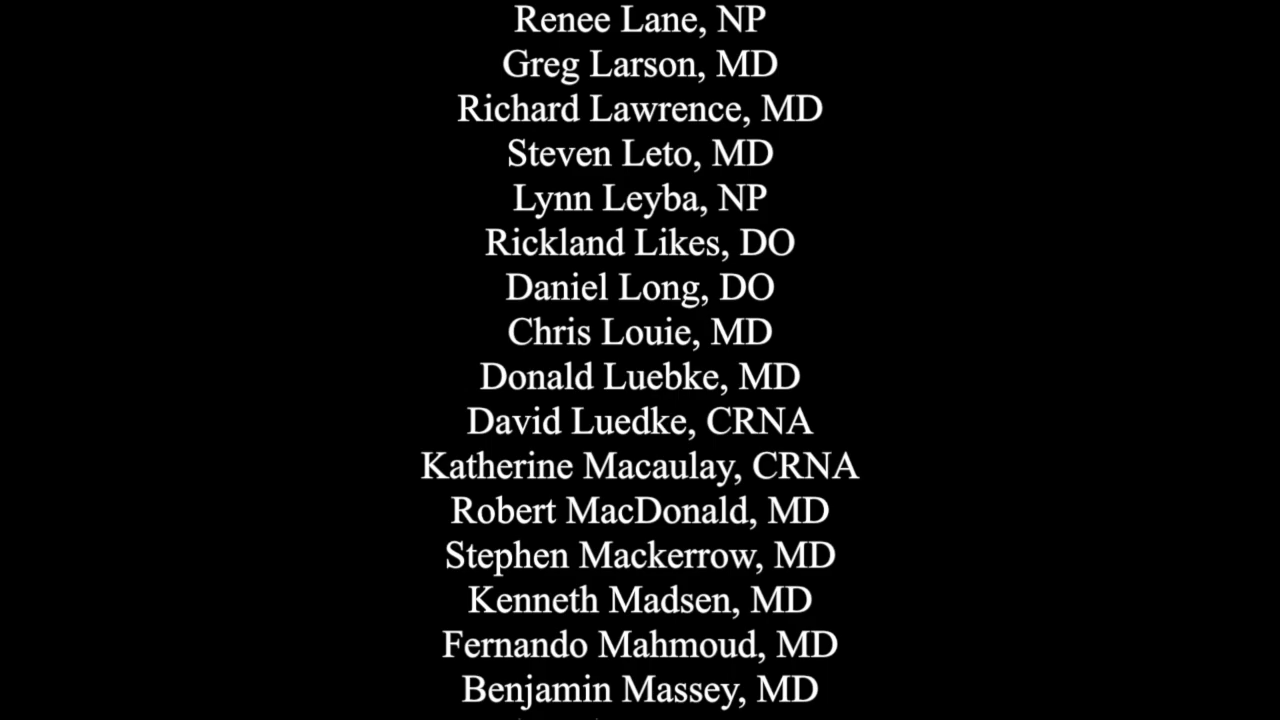 Renee Lane, NP
Greg Larson, MD
Richard Lawrence, MD
Steven Leto, MD
Lynn Leyba, NP
Rickland Likes, DO
Daniel Long, DO
Chris Louie, MD
Donald Luebke, MD
David Luedke, CRNA
Katherine Macaulay, CRNA
Robert MacDonald, MD
Stephen Mackerrow, MD
Kenneth Madsen, MD
Fernando Mahmoud, MD
Benjamin Massey, MD